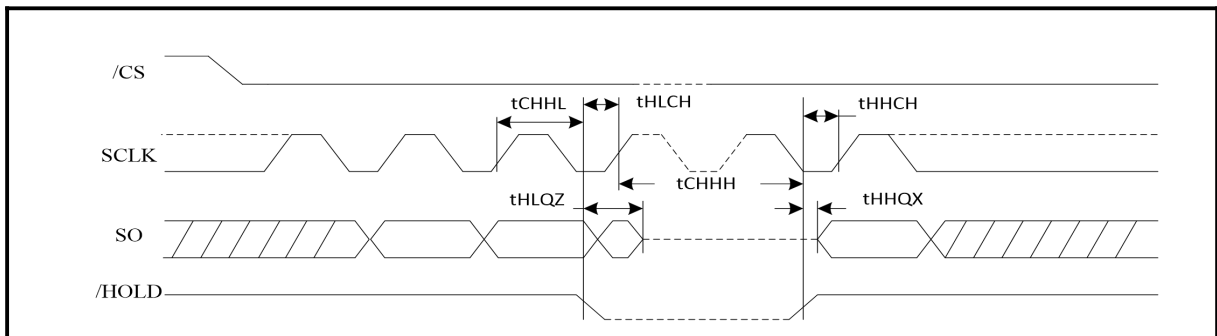 /CS
tCHHL
tHLCH
tHHCH
SCLK
tCHHH
tHLQZ
tHHQX
SO
/HOLD